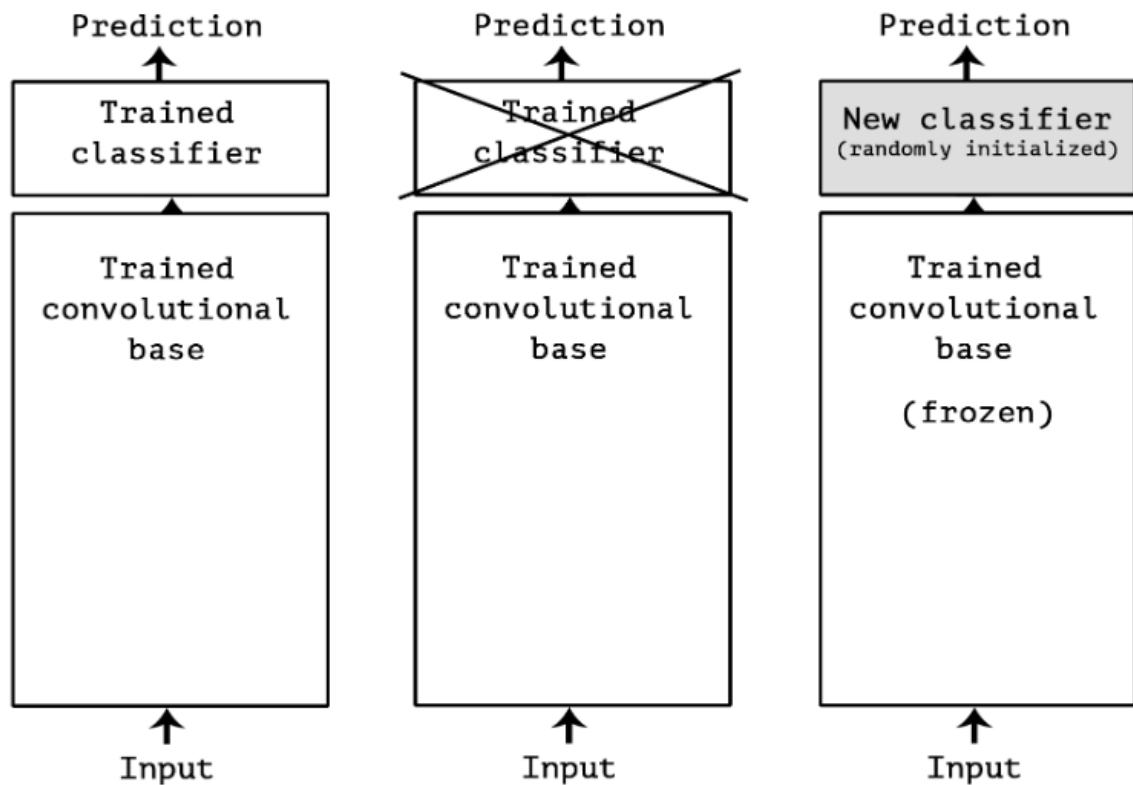 Prediction
Trained
classifier
Trained
convolutional
base
Input
Prediction
Trained
classifier
Trained
convolutional
base
Input
Prediction
New classifier
(randomly initialized)
Trained
convolutional
base
(frozen)
Input